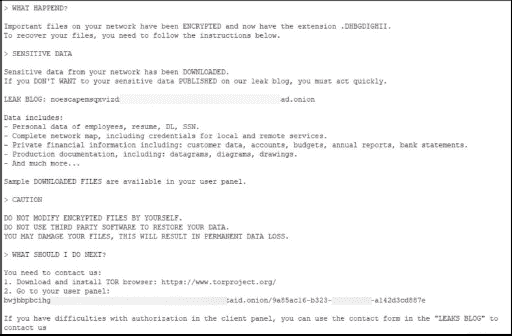 > WHAT HAPPEND?
Important files on your network have been ENCRYPTED and now have the extension .DHBGDIGHII.
To recover your files, you need to follow the instructions below.
> SENSITIVE DATA
Sensitive data from your network has been DOWNLOADED.
If you DON'T WANT to your sensitive data PUBLISHED on our leak blog, you must act quickly.
LEAK BLOG: noescapemsqxvizd ad.onion
Data includes:
- Personal data of employees, resume, DL, SSN.
- Complete network map, including credentials for local and remote services.
- Private financial information including: customer data, accounts, budgets, annual reports, bank statements.
- Production documentation, including: datagrams, diagrams, drawings.
- And much more...
Sample DOWNLOADED FILES are available in your user panel.
> CAUTION
DO NOT MODIFY ENCRYPTED FILES BY YOURSELF.
DO NOT USE THIRD PARTY SOFTWARE TO RESTORE YOUR DATA.
YOU MAY DAMAGE YOUR FILES, THIS WILL RESULT IN PERMANENT DATA LOSS.
> WHAT SHOULD I DO NEXT?
You need to contact us:
1. Download and install TOR browser: https://www.torproject.org/
2. Go to your user panel:
bwjbbpbcihg aid.onion/9a85ac16-b323- -a142d3cd887e
If you have difficulties with authorization in the client panel, you can use the contact form in the "LEAKS BLOG" to
contact us